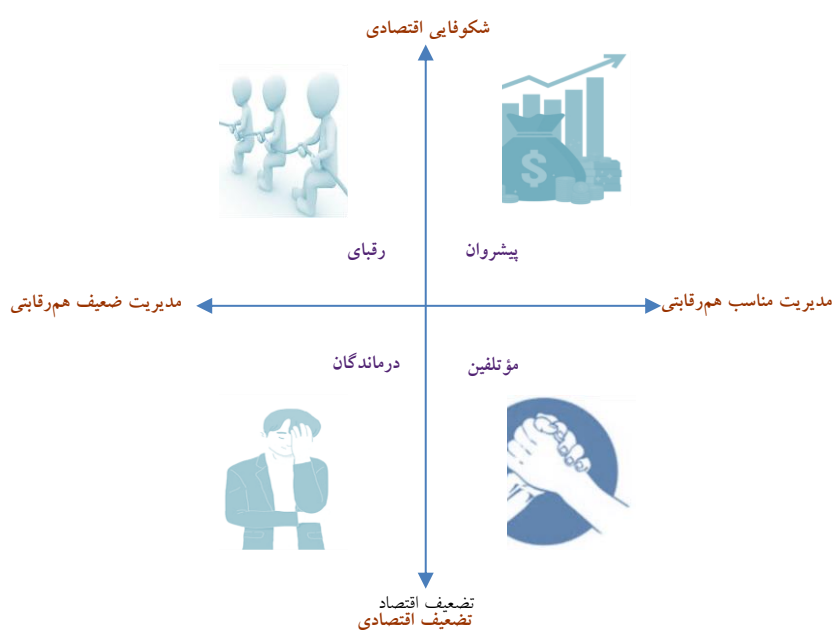 شکوفایی اقتصادی
پیشروان
رقبای
مدیریت مناسب هم‌رقابتی
مدیریت ضعیف هم‌رقابتی
مؤتلفین
درماندگان
تضعیف اقتصاد
تضعیف اقتصادی
$